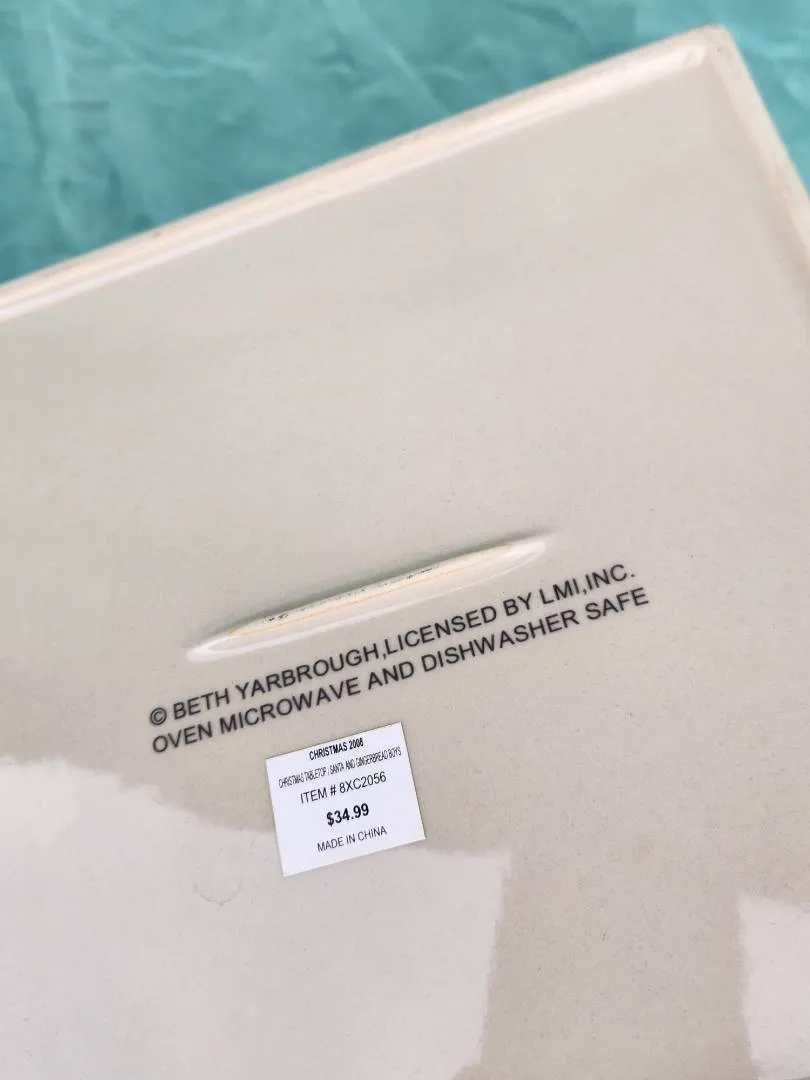 © BETH YARBROUGH,LICENSED BY LMI,INC.
OVEN MICROWAVE AND DISHWASHER SAFE
CHRISTMAS 2008
CHRISTMAS TABLETOP / SANTA AND GINGERBREAD BOYS
ITEM # 8XC2056
$34.99
MADE IN CHINA